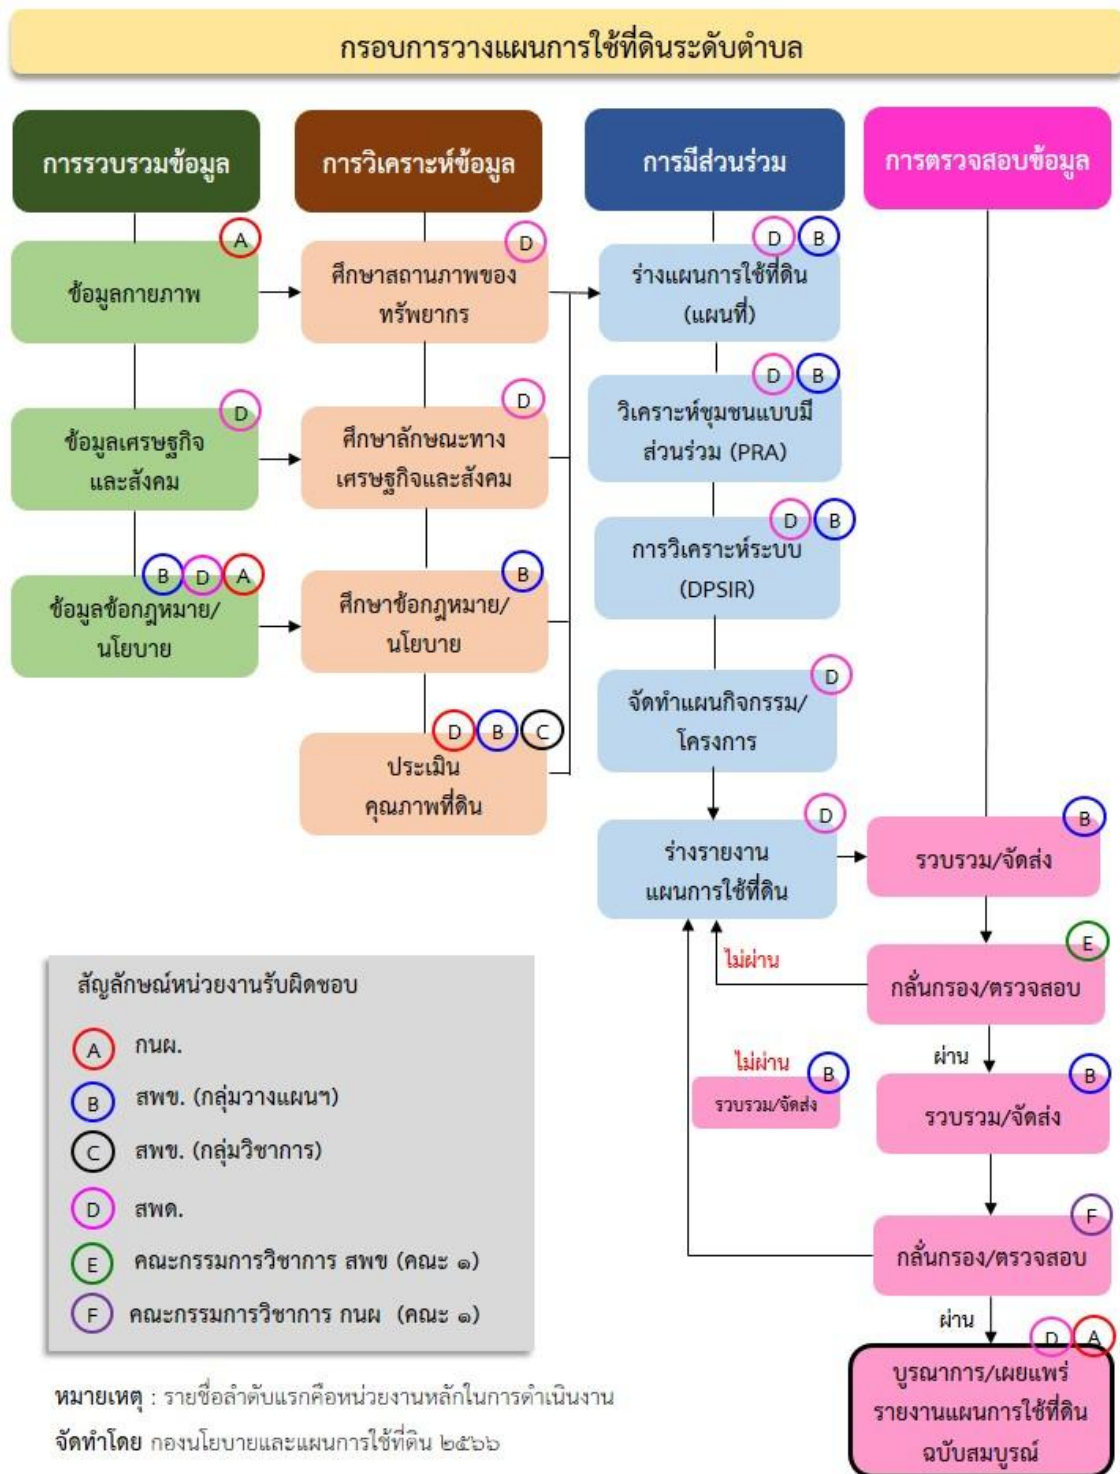 กรอบการวางแผนการใช้ที่ดินระดับตำบล
การรวบรวมข้อมูล
A
ข้อมูลกายภาพ
D
ข้อมูลเศรษฐกิจ
และสังคม
B D A
ข้อมูลข้อกฎหมาย/
นโยบาย
การวิเคราะห์ข้อมูล
D
ศึกษาสถานภาพของ
ทรัพยากร
D
ศึกษาลักษณะทาง
เศรษฐกิจและสังคม
B
ศึกษาข้อกฎหมาย/
นโยบาย
D B C
ประเมิน
คุณภาพที่ดิน
การมีส่วนร่วม
D B
ร่างแผนการใช้ที่ดิน
(แผนที่)
D B
วิเคราะห์ชุมชนแบบมี
ส่วนร่วม (PRA)
D B
การวิเคราะห์ระบบ
(DPSIR)
D
จัดทำแผนกิจกรรม/
โครงการ
D
ร่างรายงาน
แผนการใช้ที่ดิน
การตรวจสอบข้อมูล
B
รวบรวม/จัดส่ง
E
กลั่นกรอง/ตรวจสอบ
ไม่ผ่าน
ผ่าน
B
รวบรวม/จัดส่ง
ไม่ผ่าน
B
รวบรวม/จัดส่ง
F
กลั่นกรอง/ตรวจสอบ
ผ่าน
D A
บูรณาการ/เผยแพร่
รายงานแผนการใช้ที่ดิน
ฉบับสมบูรณ์
สัญลักษณ์หน่วยงานรับผิดชอบ
A กนผ.
B สพข. (กลุ่มวางแผนฯ)
C สพข. (กลุ่มวิชาการ)
D สพด.
E คณะกรรมการวิชาการ สพข (คณะ ๑)
F คณะกรรมการวิชาการ กนผ (คณะ ๑)
หมายเหตุ : รายชื่อลำดับแรกคือหน่วยงานหลักในการดำเนินงาน
จัดทำโดย กองนโยบายและแผนการใช้ที่ดิน ๒๕๖๖